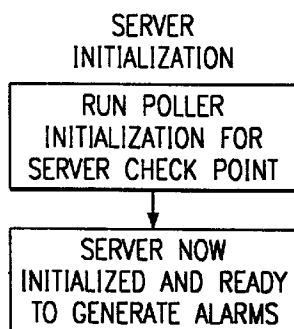 SERVER
INITIALIZATION
RUN POLLER
INITIALIZATION FOR
SERVER CHECK POINT
SERVER NOW
INITIALIZED AND READY
TO GENERATE ALARMS